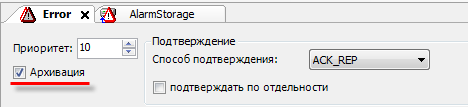 Error
AlarmStorage
Приоритет: 10
Подтверждение
Способ подтверждения: ACK_REP
Архивация
подтверждать по отдельности